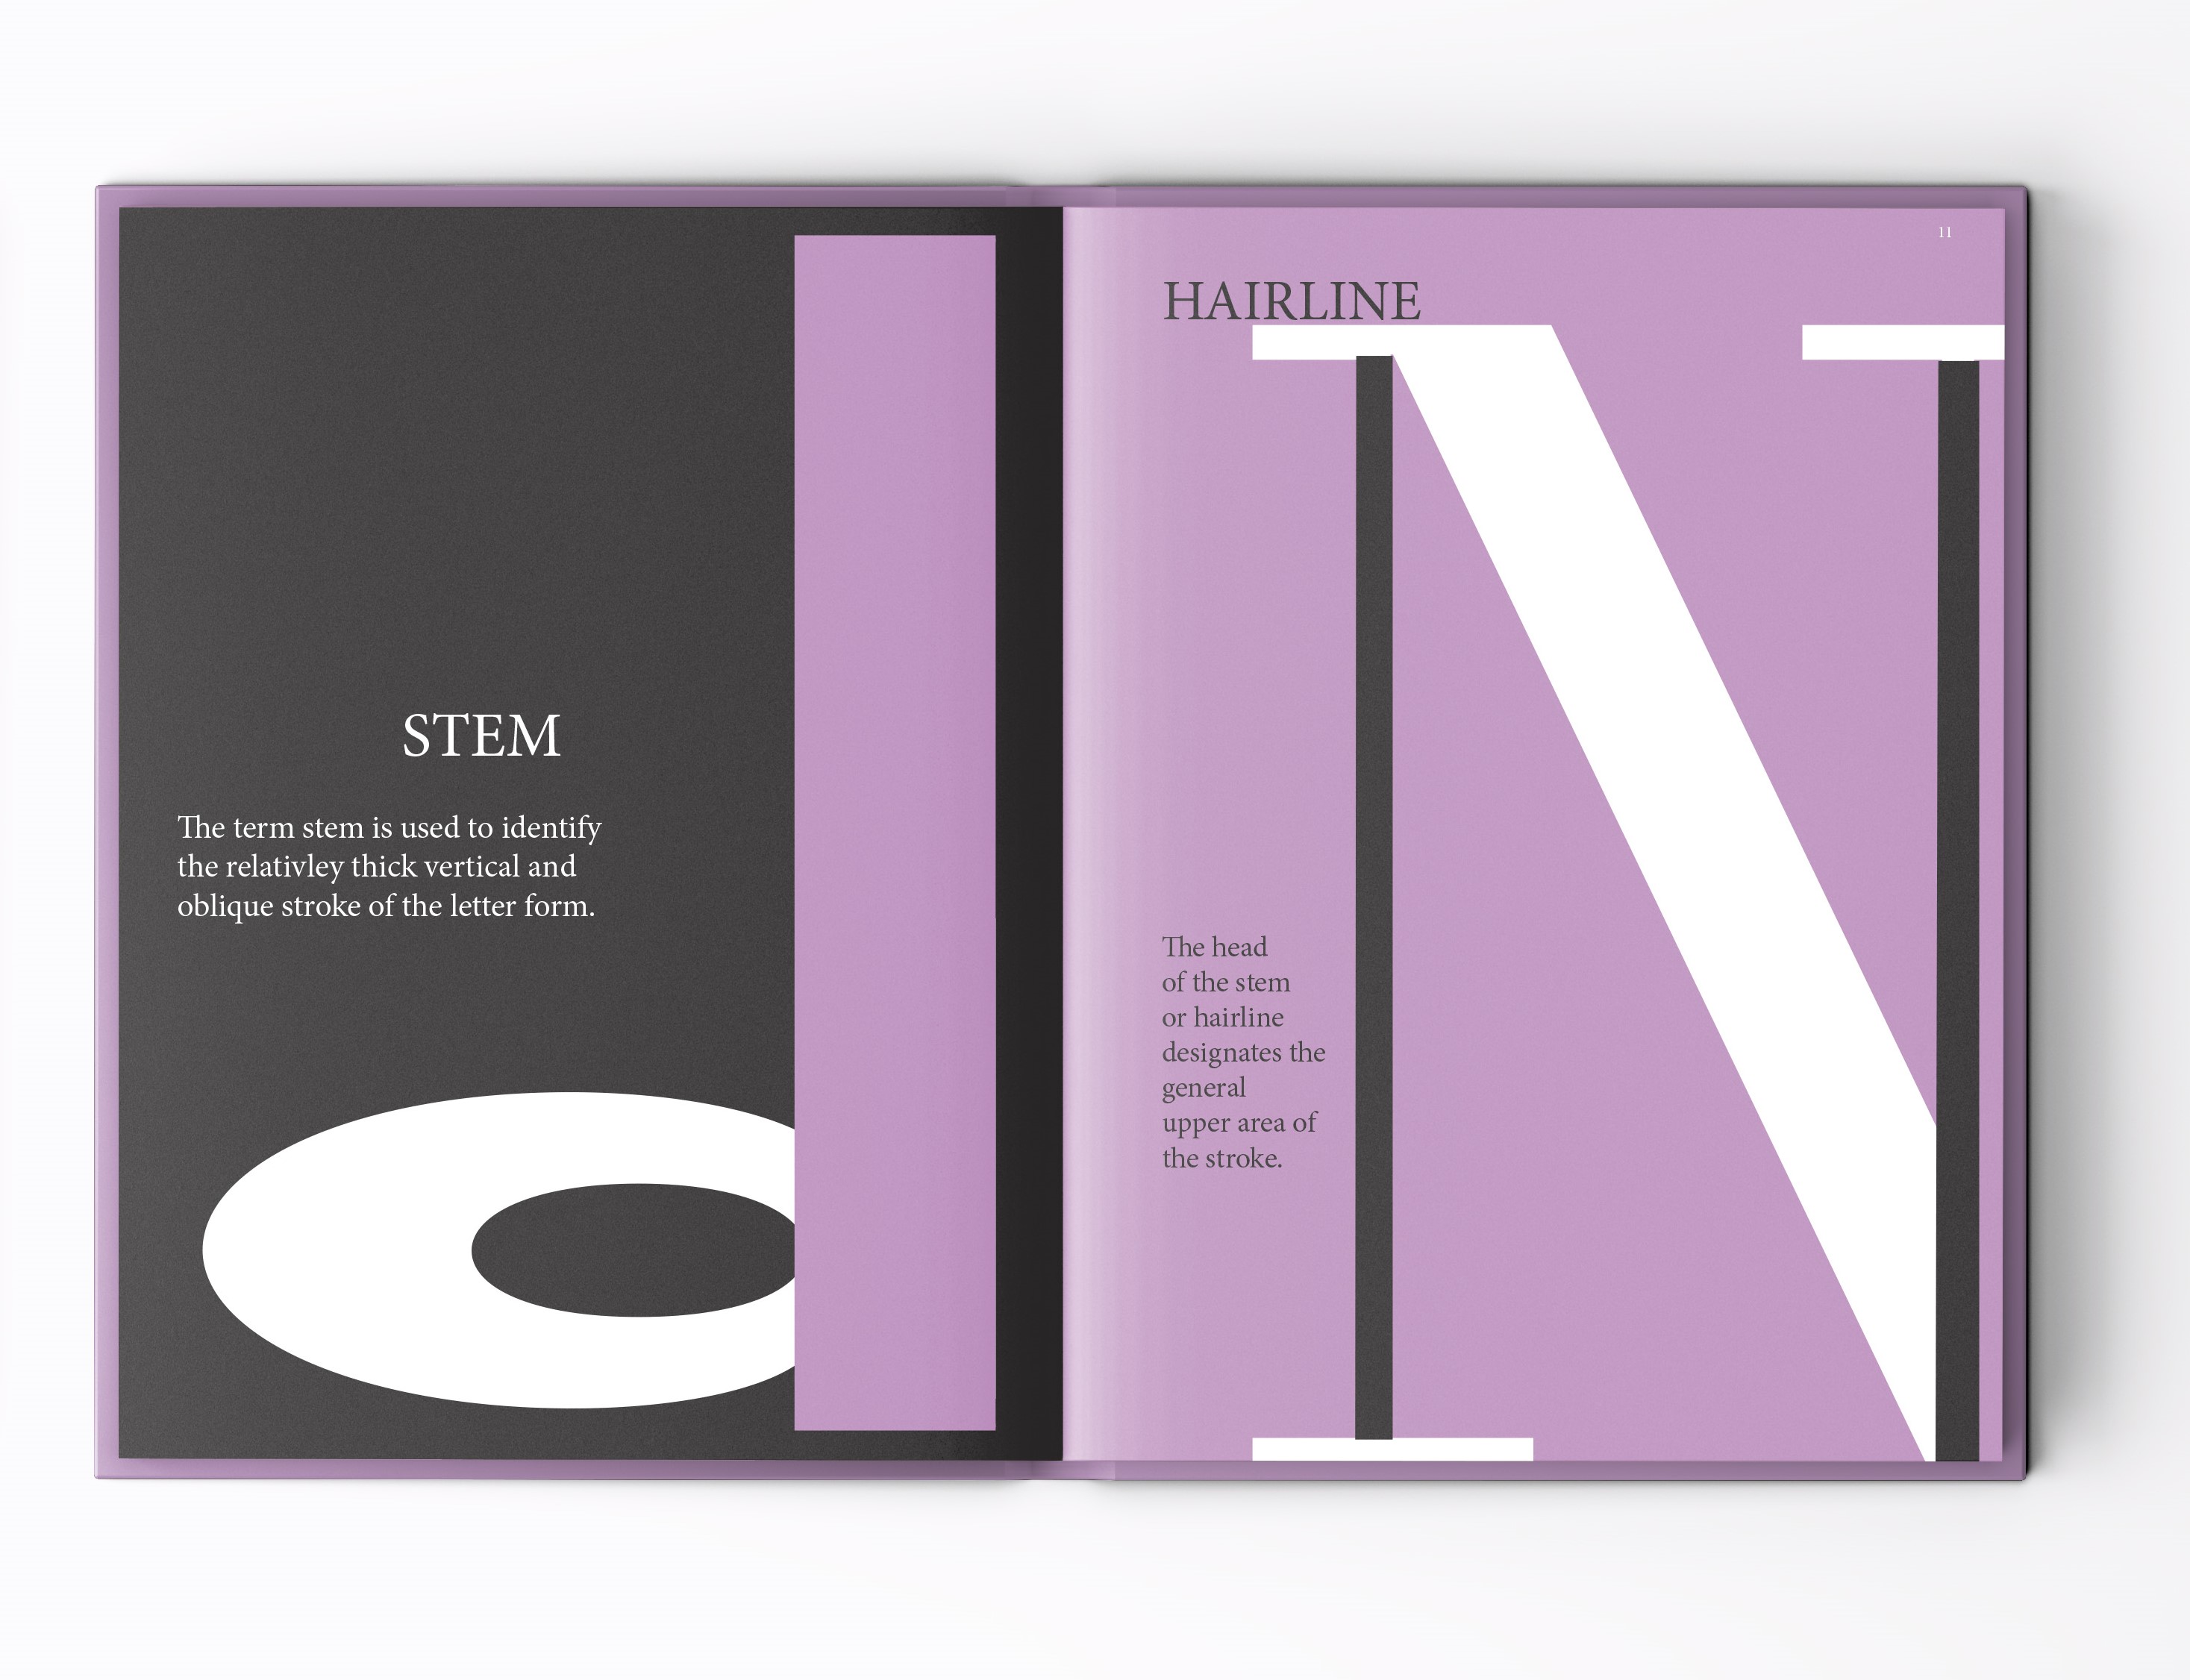 STEM
The term stem is used to identify
the relativley thick vertical and
oblique stroke of the letter form.
d
11
HAIRLINE
N
The head
of the stem
or hairline
designates the
general
upper area of
the stroke.